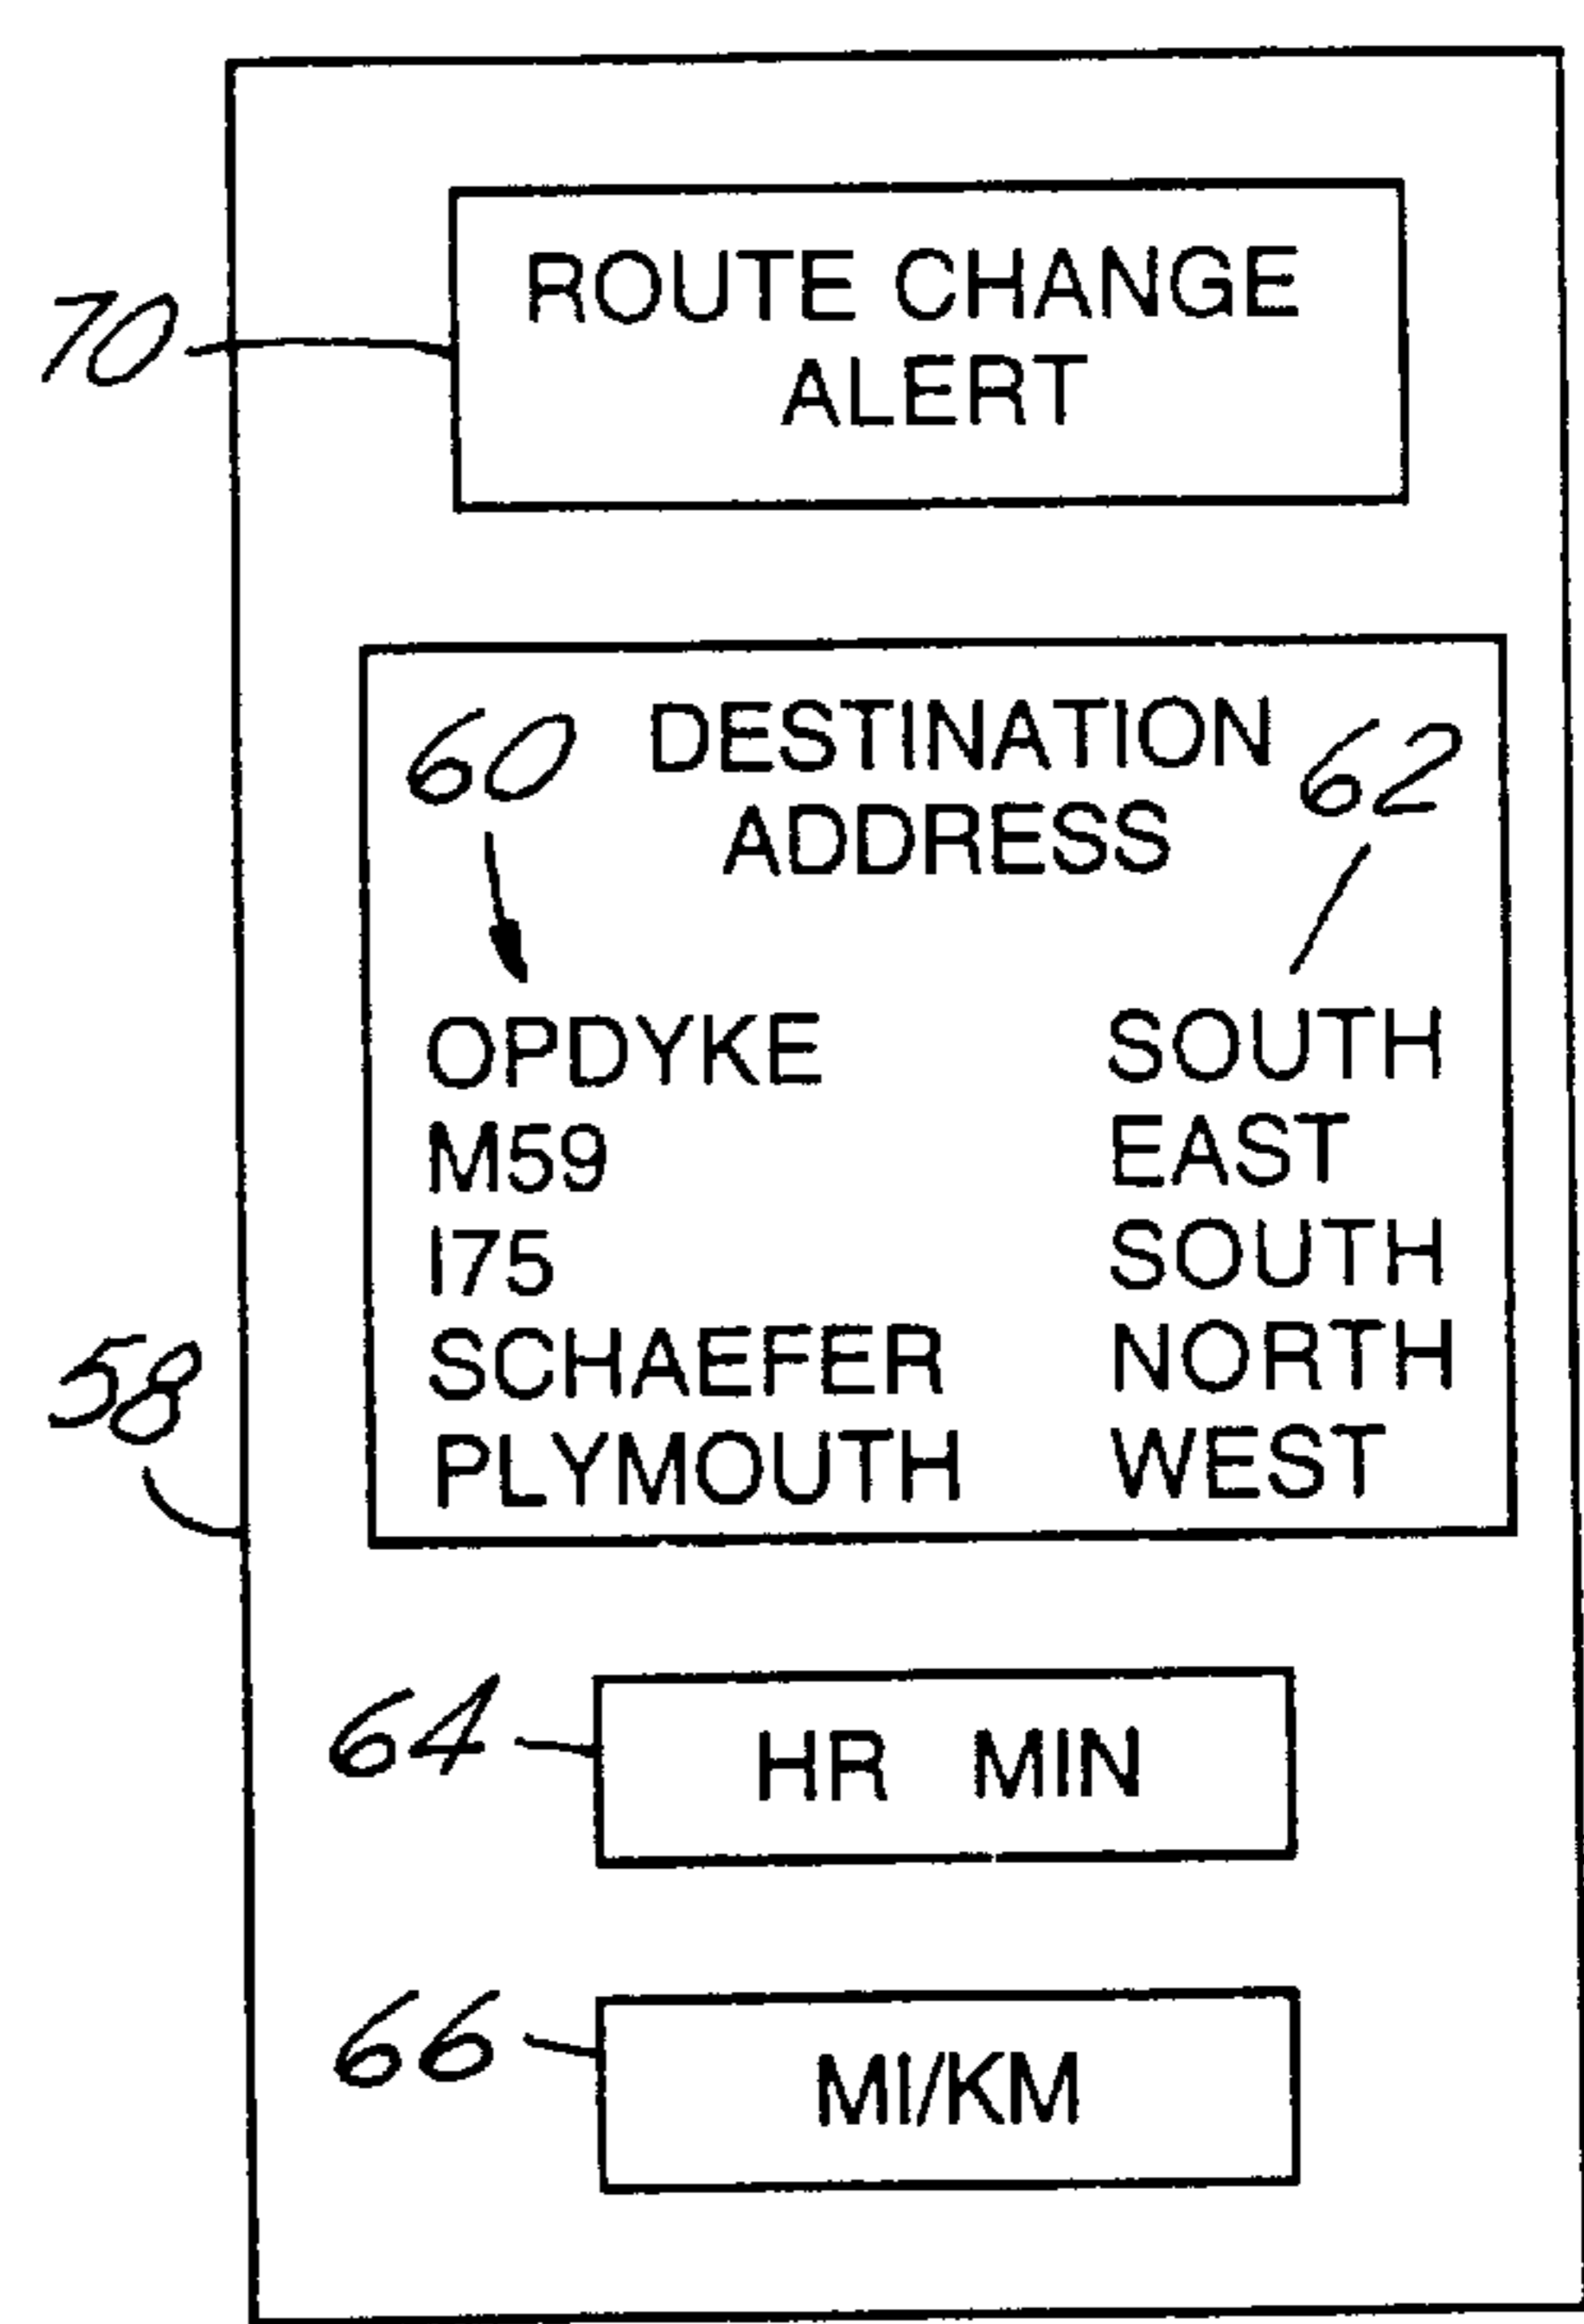 70
ROUTE CHANGE
ALERT
60
DESTINATION
ADDRESS
62
OPDYKE SOUTH
M59 EAST
I75 SOUTH
SCHAEFER NORTH
PLYMOUTH WEST
58
64
HR MIN
66
MI/KM